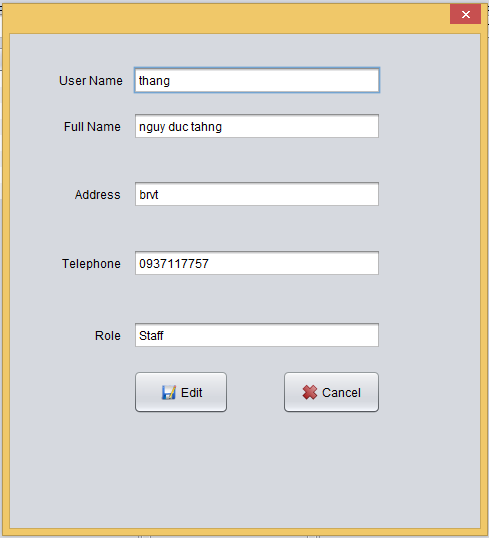 User Name thang
Full Name nguy duc tahng
Address brvt
Telephone 0937117757
Role Staff
Edit Cancel